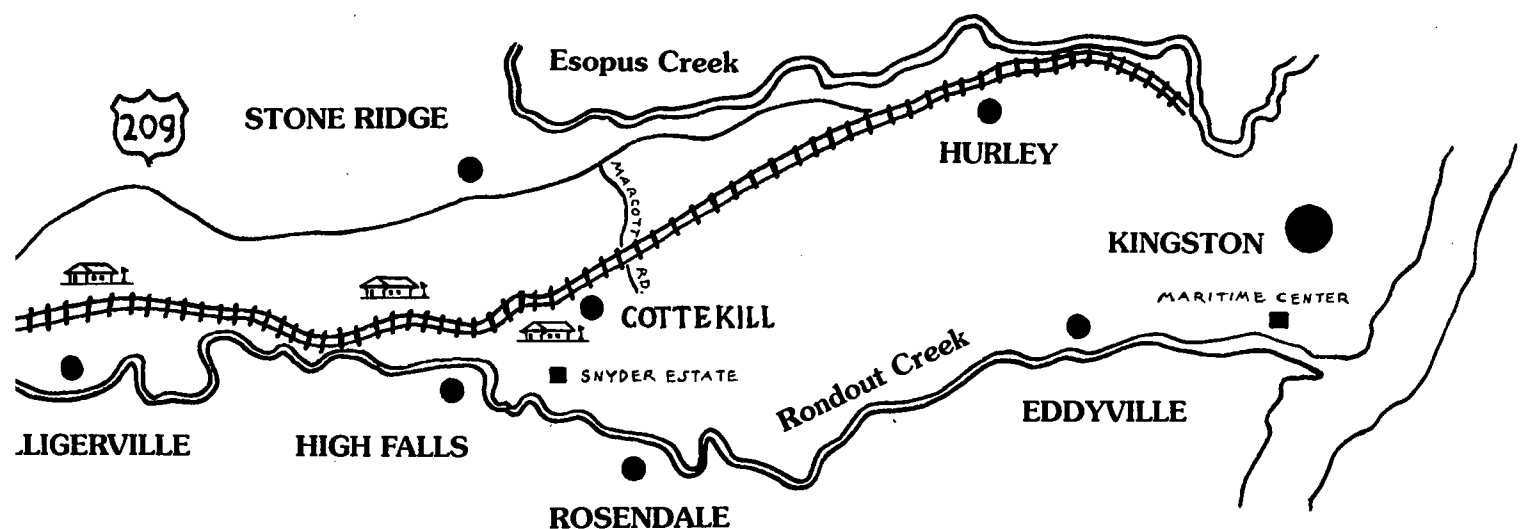 Esopus Creek
209
STONE RIDGE
HURLEY
MARCOTT RD.
KINGSTON
MARITIME CENTER
COTTEKILL
SNYDER ESTATE
Rondout Creek
EDDYVILLE
LIGERVILLE
HIGH FALLS
ROSENDALE